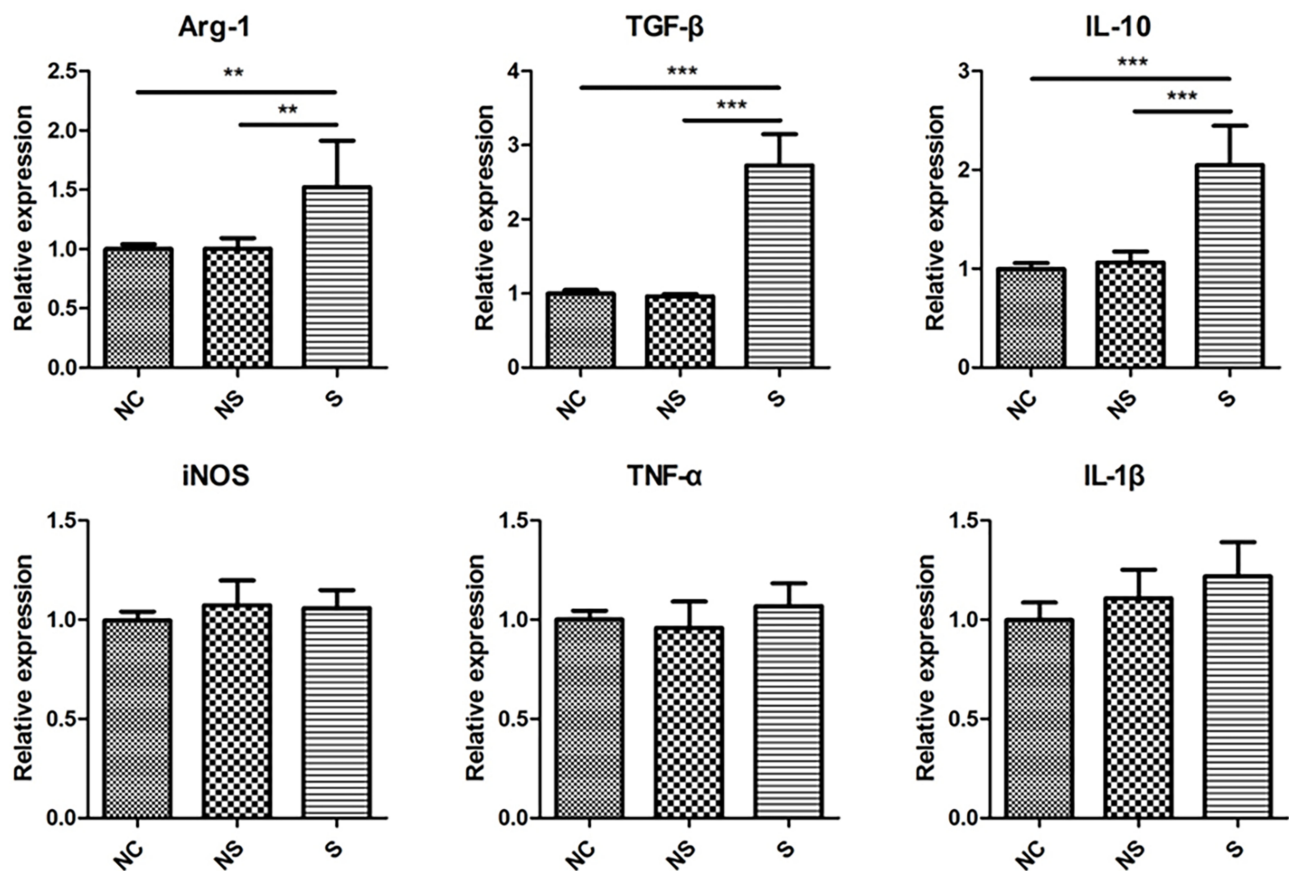 Arg-1
Relative expression
2.5
2.0
1.5
1.0
0.5
0.0
**
**
NC
NS
S
TGF-β
Relative expression
4
3
2
1
0
***
***
NC
NS
S
IL-10
Relative expression
3
2
1
0
***
***
NC
NS
S
iNOS
Relative expression
1.5
1.0
0.5
0.0
NC
NS
S
TNF-α
Relative expression
1.5
1.0
0.5
0.0
NC
NS
S
IL-1β
Relative expression
1.5
1.0
0.5
0.0
NC
NS
S